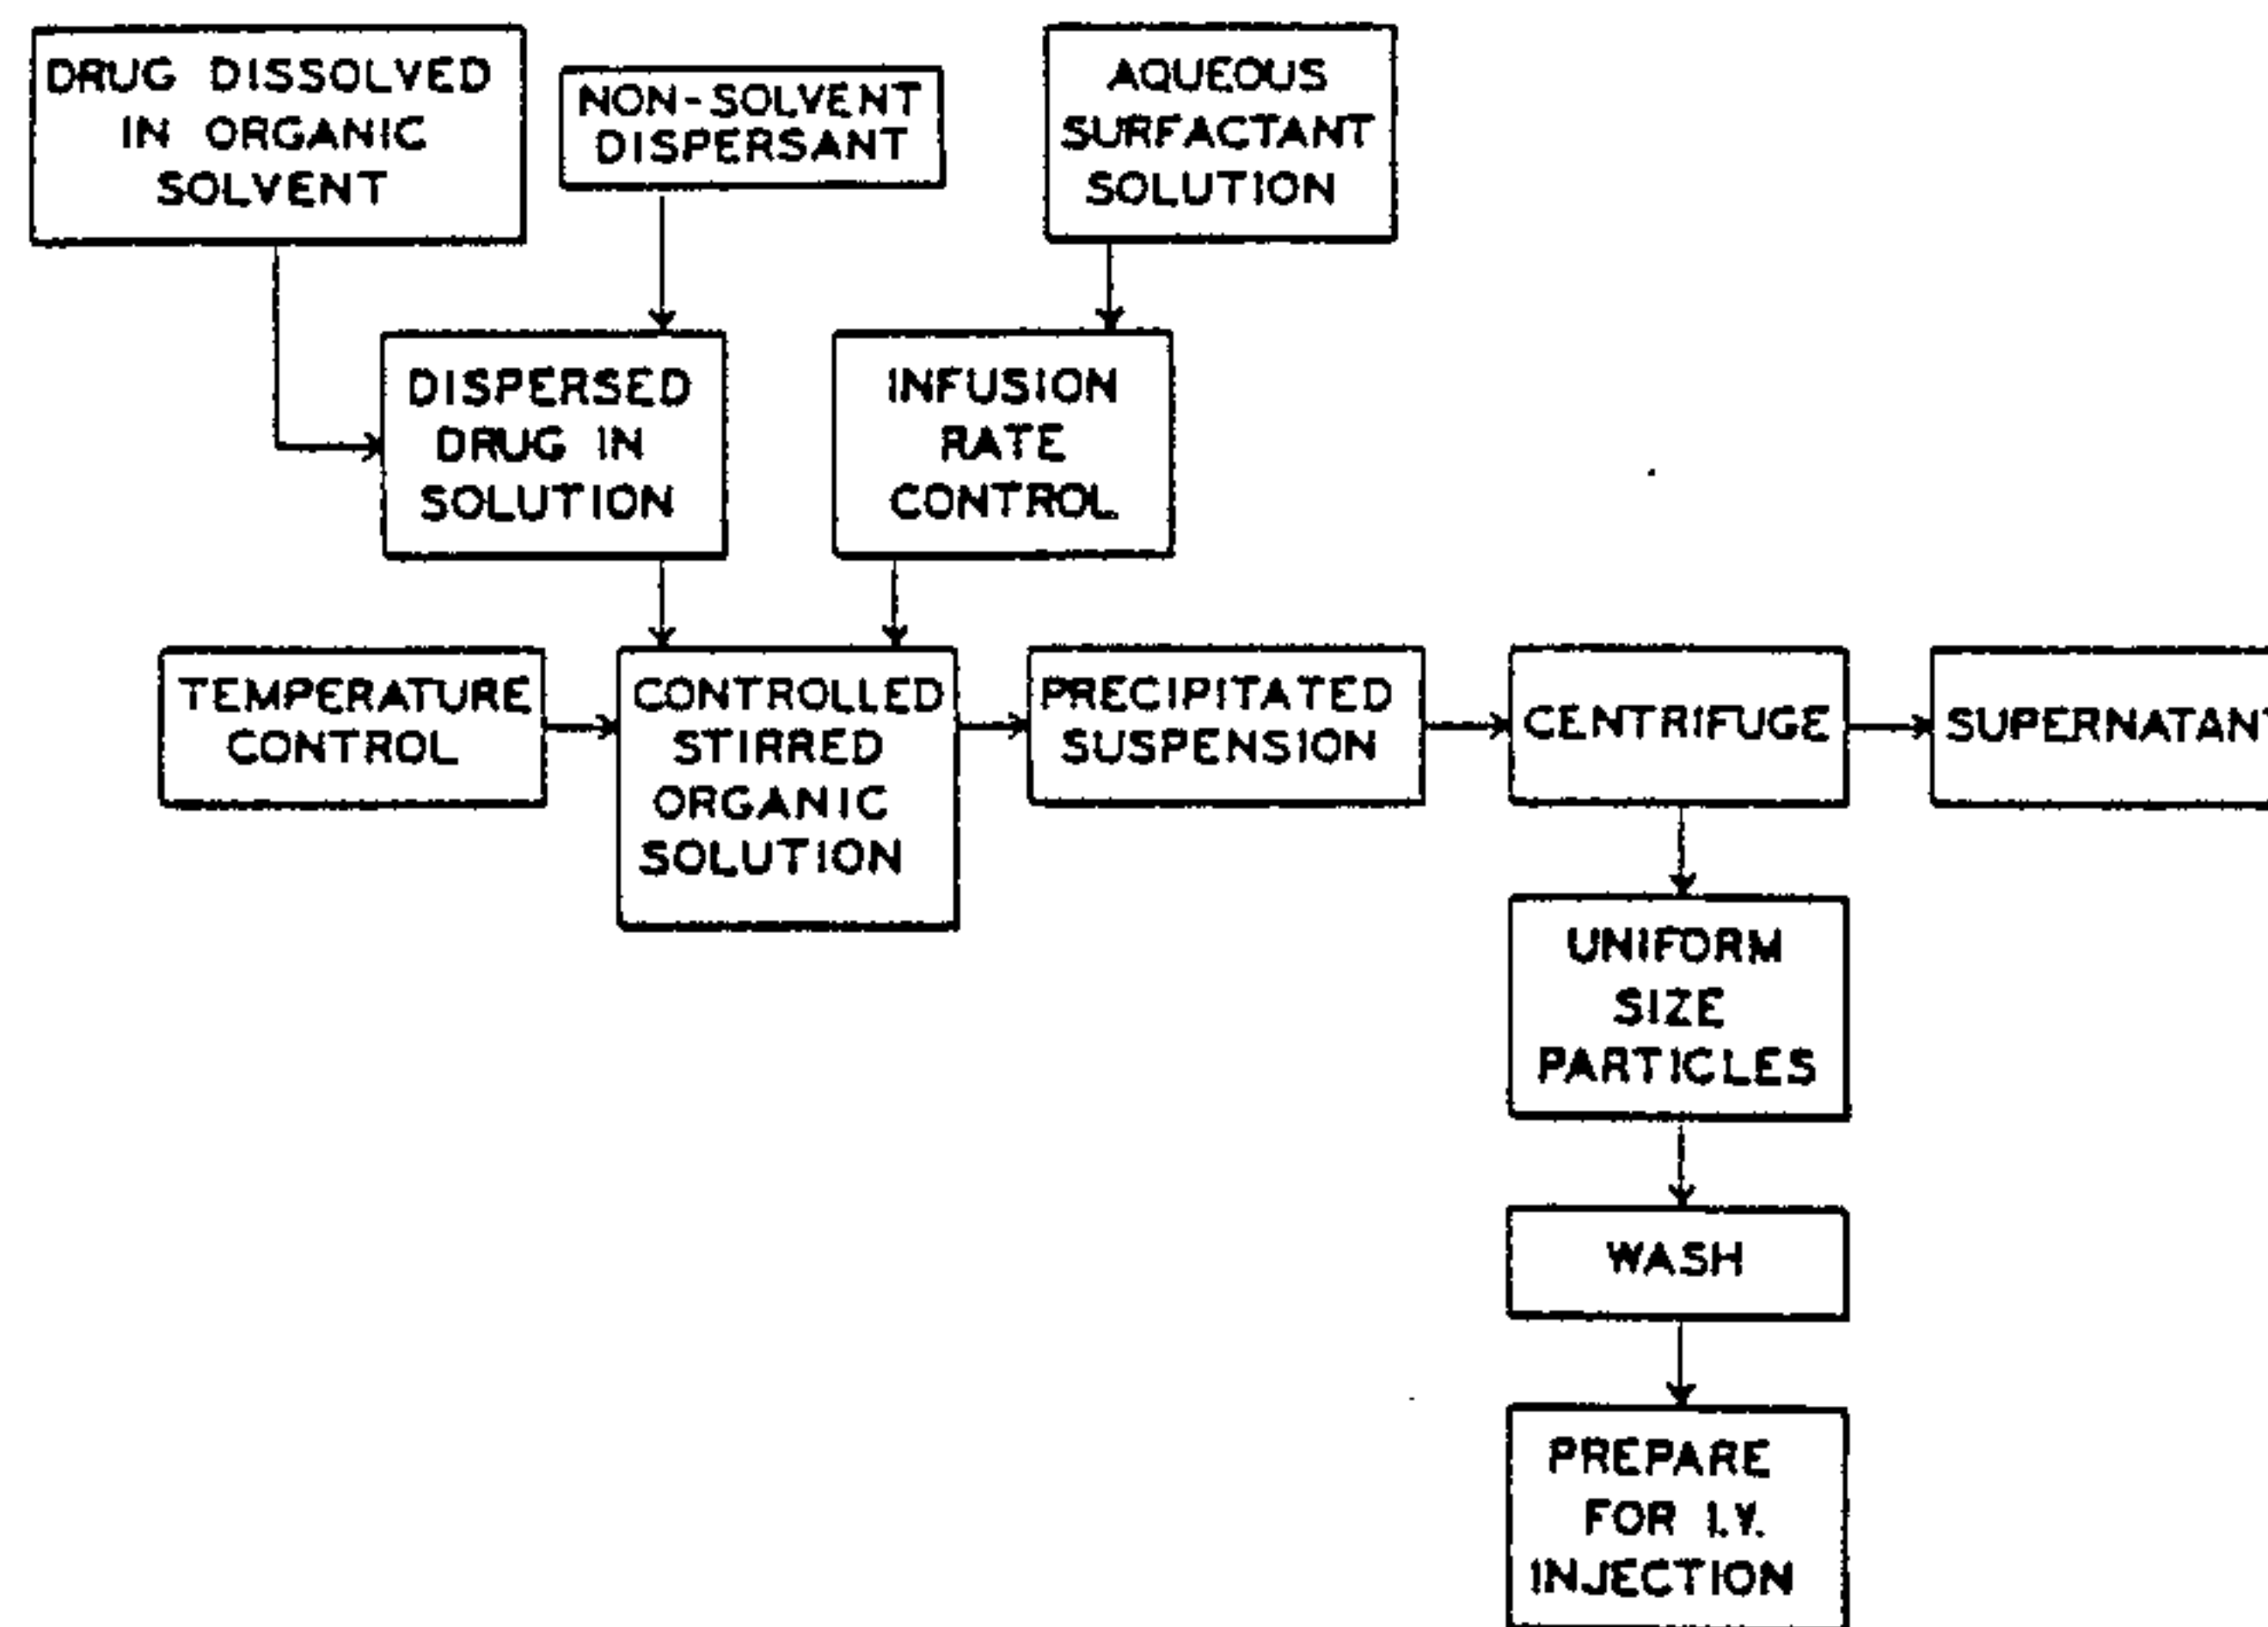 DRUG DISSOLVED
IN ORGANIC
SOLVENT
NON-SOLVENT
DISPERSANT
AQUEOUS
SURFACTANT
SOLUTION
DISPERSED
DRUG IN
SOLUTION
INFUSION
RATE
CONTROL
TEMPERATURE
CONTROL
CONTROLLED
STIRRED
ORGANIC
SOLUTION
PRECIPITATED
SUSPENSION
CENTRIFUGE
SUPERNATANT
UNIFORM
SIZE
PARTICLES
WASH
PREPARE
FOR I.V.
INJECTION